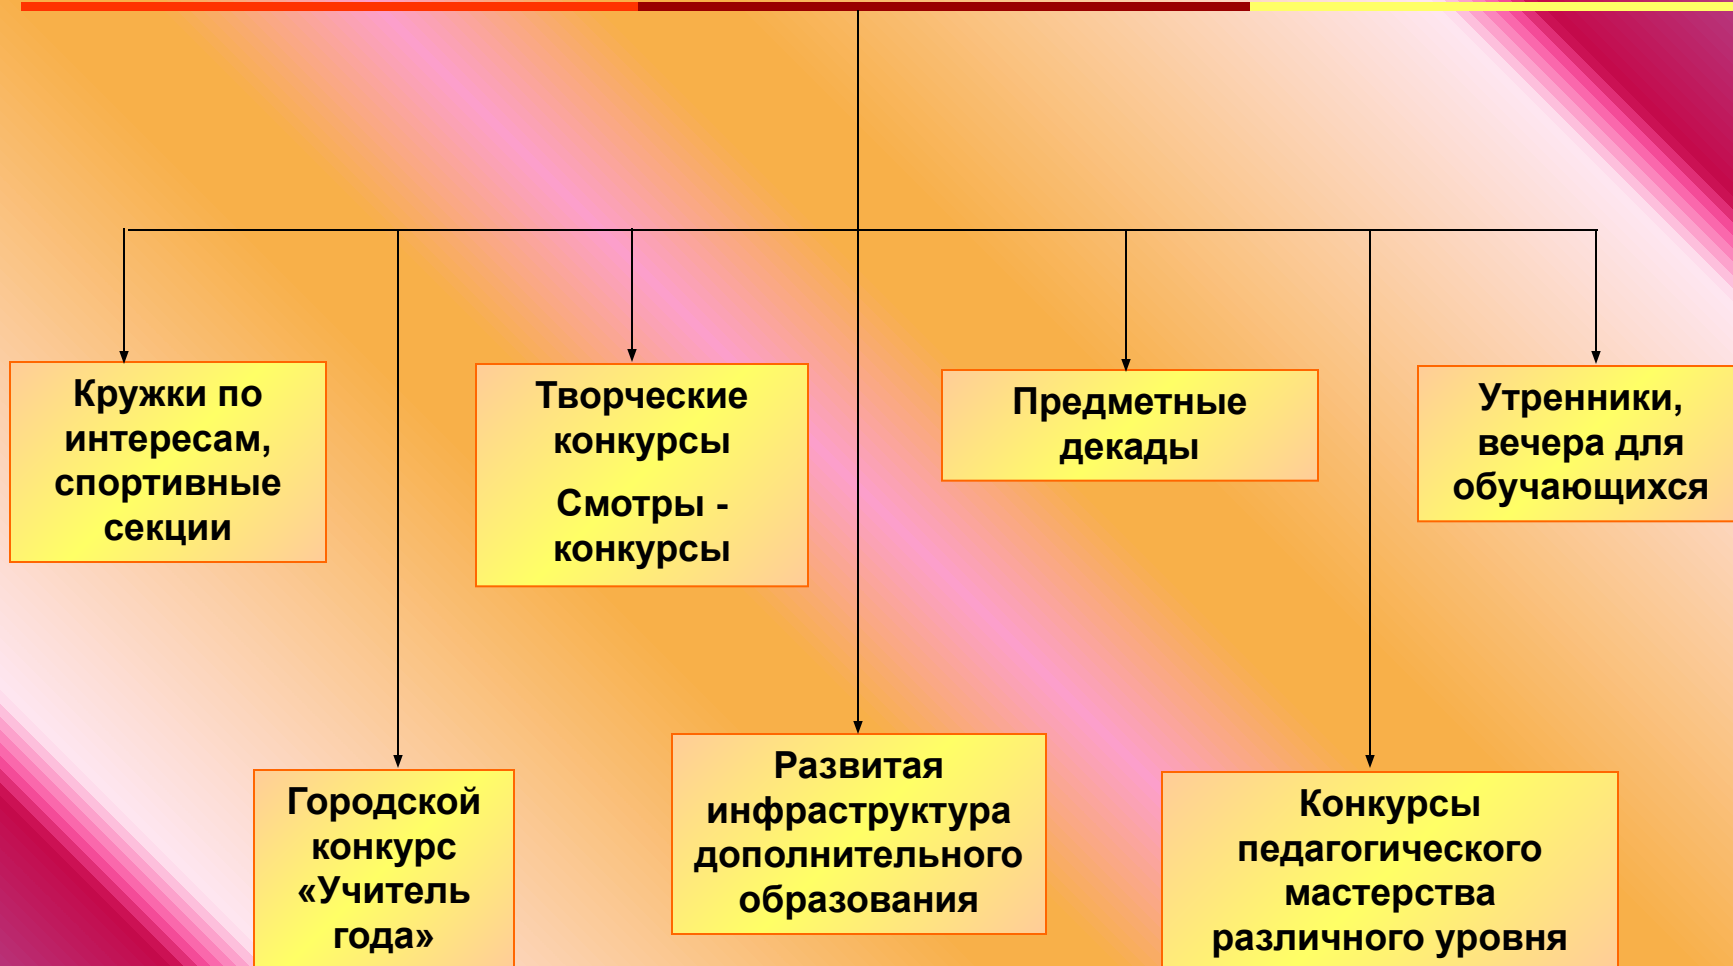 Кружки по
интересам,
спортивные
секции
Творческие
конкурсы
Смотры -
конкурсы
Предметные
декады
Утренники,
вечера для
обучающихся
Городской
конкурс
«Учитель
года»
Развитая
инфраструктура
дополнительного
образования
Конкурсы
педагогического
мастерства
различного уровня